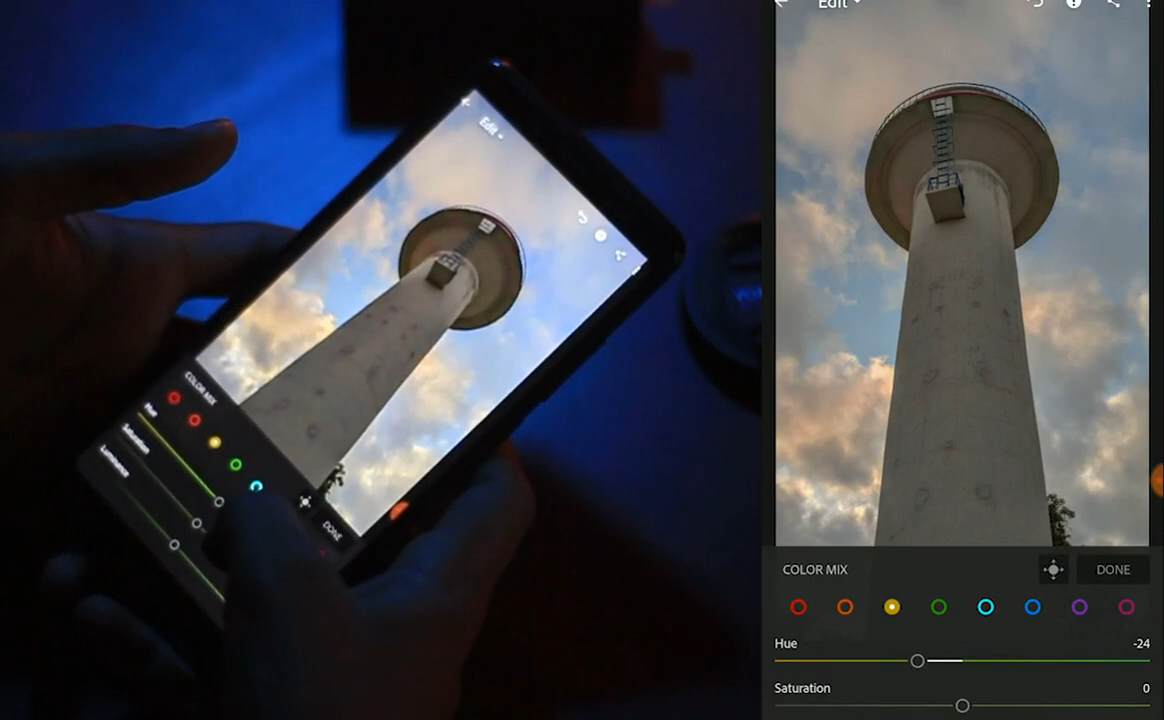 Edit
COLOR MIX
Hue
Saturation
Luminance
DONE
Edit
COLOR MIX
DONE
Hue
-24
Saturation
0